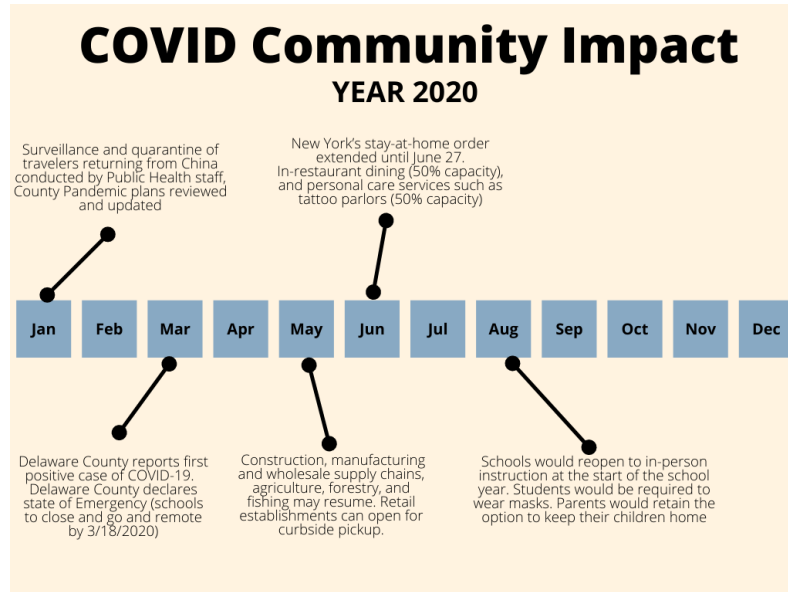 COVID Community Impact
YEAR 2020
Surveillance and quarantine of
travelers returning from China
conducted by Public Health staff,
County Pandemic plans reviewed
and updated
New York's stay-at-home order
extended until June 27.
In-restaurant dining (50% capacity),
and personal care services such as
tattoo parlors (50% capacity)
Jan
Feb
Mar
Apr
May
Jun
Jul
Aug
Sep
Oct
Nov
Dec
Delaware County reports first
positive case of COVID-19.
Delaware County declares
state of Emergency (schools
to close and go and remote
by 3/18/2020)
Construction, manufacturing
and wholesale supply chains,
agriculture, forestry, and
fishing may resume. Retail
establishments can open for
curbside pickup.
Schools would reopen to in-person
instruction at the start of the school
year. Students would be required to
wear masks. Parents would retain the
option to keep their children home